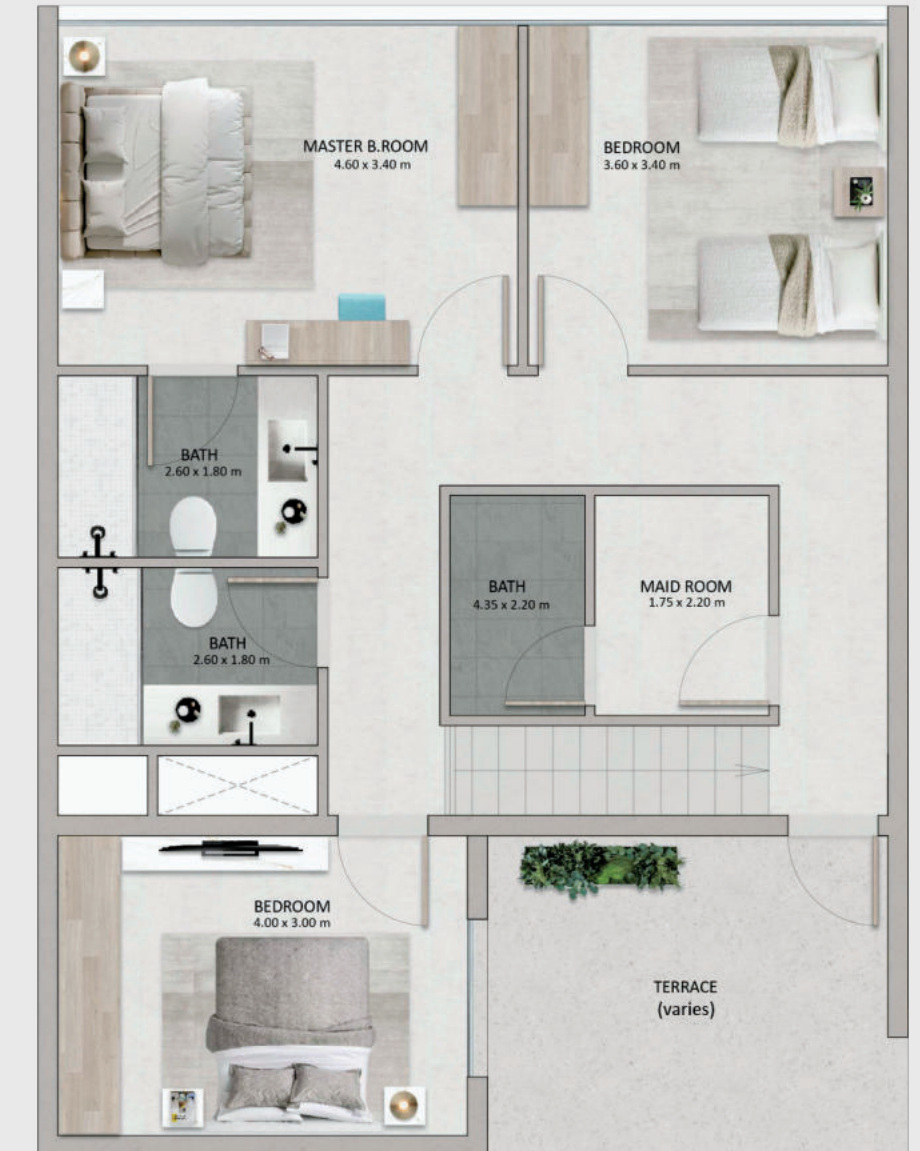 MASTER B.ROOM
4.60 x 3.40 m
BEDROOM
3.60 x 3.40 m
BATH
2.60 x 1.80 m
BATH
4.35 x 2.20 m
MAID ROOM
1.75 x 2.20 m
BATH
2.60 x 1.80 m
BEDROOM
4.00 x 3.00 m
TERRACE
(varies)